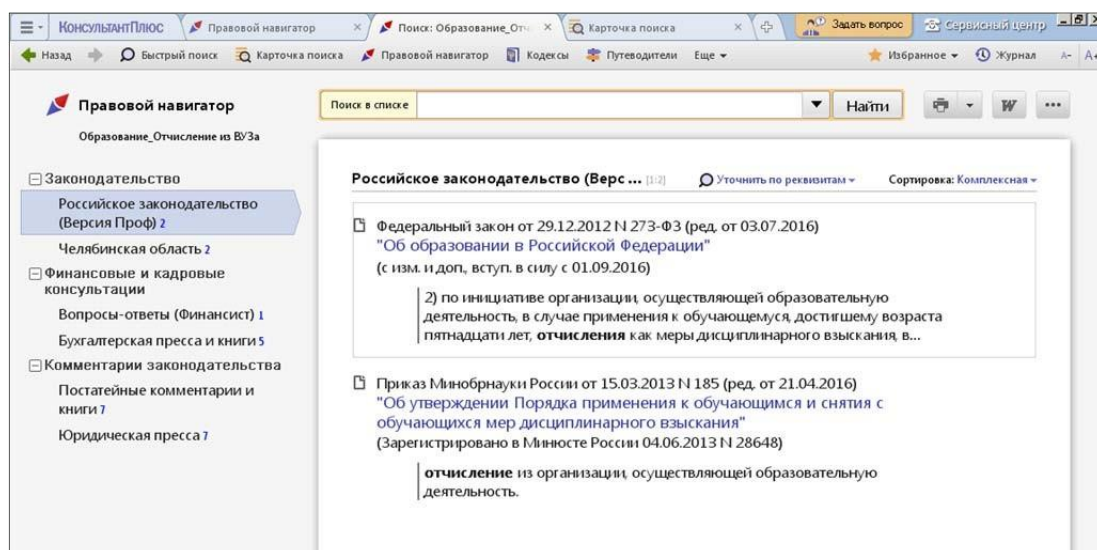 КОНСУЛЬТАНТПЛЮС Правовой навигатор × Поиск: Образование_Отч × Карточка поиска × Задать вопрос Сервисный центр
Назад Быстрый поиск Карточка поиска Правовой навигатор Кодексы Путеводители Еще Избранное Журнал A- A+
Правовой навигатор
Образование_Отчисление из ВУЗа
Поиск в списке Найти W ...
Законодательство
Российское законодательство
(Версия Проф) 2
Челябинская область 2
Финансовые и кадровые
консультации
Вопросы-ответы (Финансист) 1
Бухгалтерская пресса и книги 5
Комментарии законодательства
Постатейные комментарии и
книги 7
Юридическая пресса 7
Российское законодательство (Верс ... [1:2] Уточнить по реквизитам Сортировка: Комплексная
Федеральный закон от 29.12.2012 N 273-ФЗ (ред. от 03.07.2016)
"Об образовании в Российской Федерации"
(с изм. и доп., вступ. в силу с 01.09.2016)
2) по инициативе организации, осуществляющей образовательную
деятельность, в случае применения к обучающемуся, достигшему возраста
пятнадцати лет, отчисления как меры дисциплинарного взыскания, в...
Приказ Минобрнауки России от 15.03.2013 N 185 (ред. от 21.04.2016)
"Об утверждении Порядка применения к обучающимся и снятия с
обучающихся мер дисциплинарного взыскания"
(Зарегистрировано в Минюсте России 04.06.2013 N 28648)
отчисление из организации, осуществляющей образовательную
деятельность.